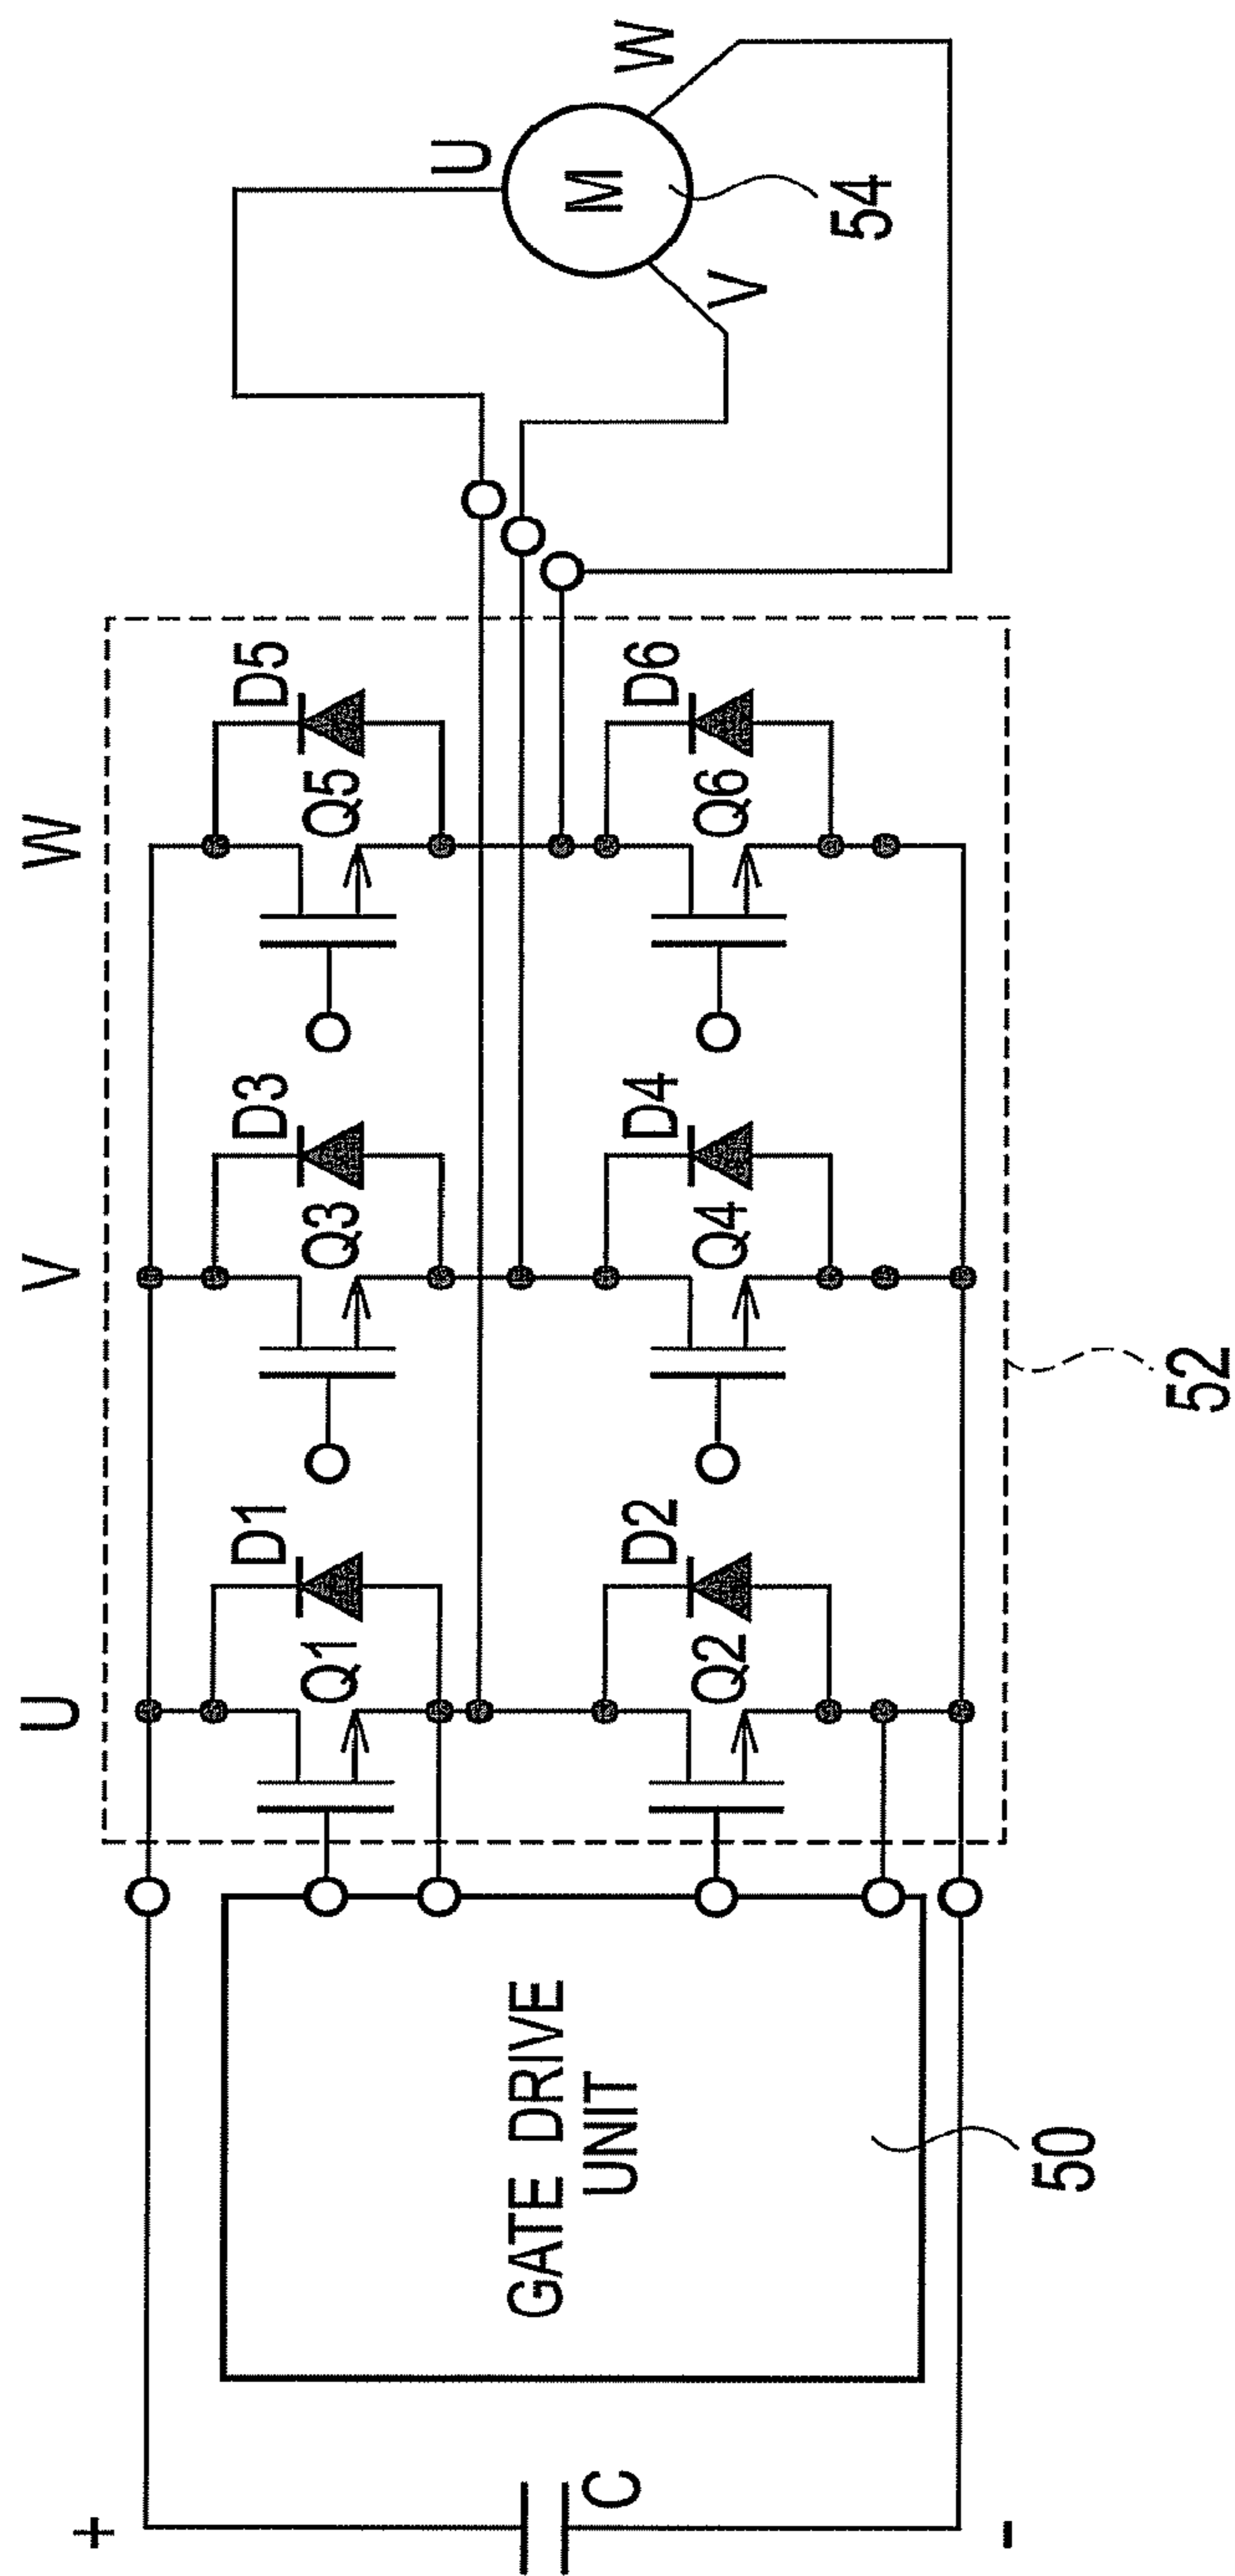 U
V
W
+
D1
D3
D5
Q1
Q3
Q5
U
M
W
V
54
GATE DRIVE
UNIT
C
D2
D4
D6
Q2
Q4
Q6
-
50
52